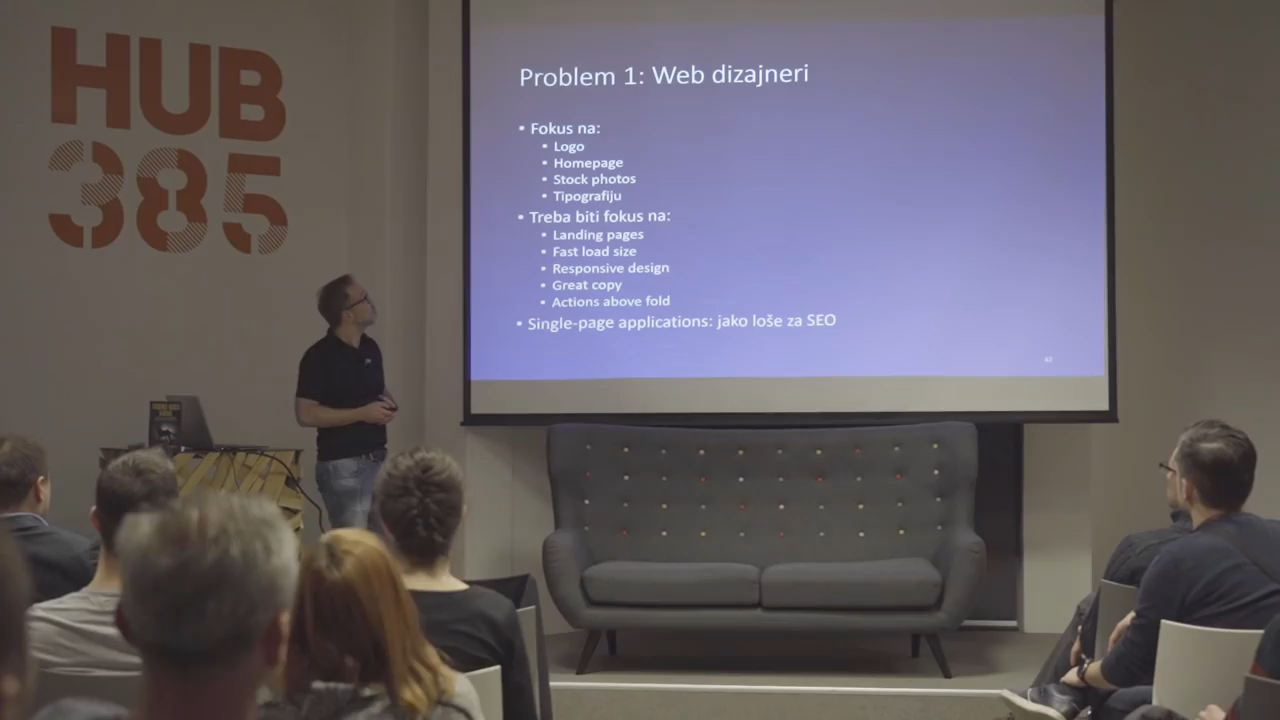 HUB
385
Problem 1: Web dizajneri
• Fokus na:
• Logo
• Homepage
• Stock photos
• Tipografiju
• Treba biti fokus na:
• Landing pages
• Fast load size
• Responsive design
• Great copy
• Actions above fold
• Single-page applications: jako loše za SEO